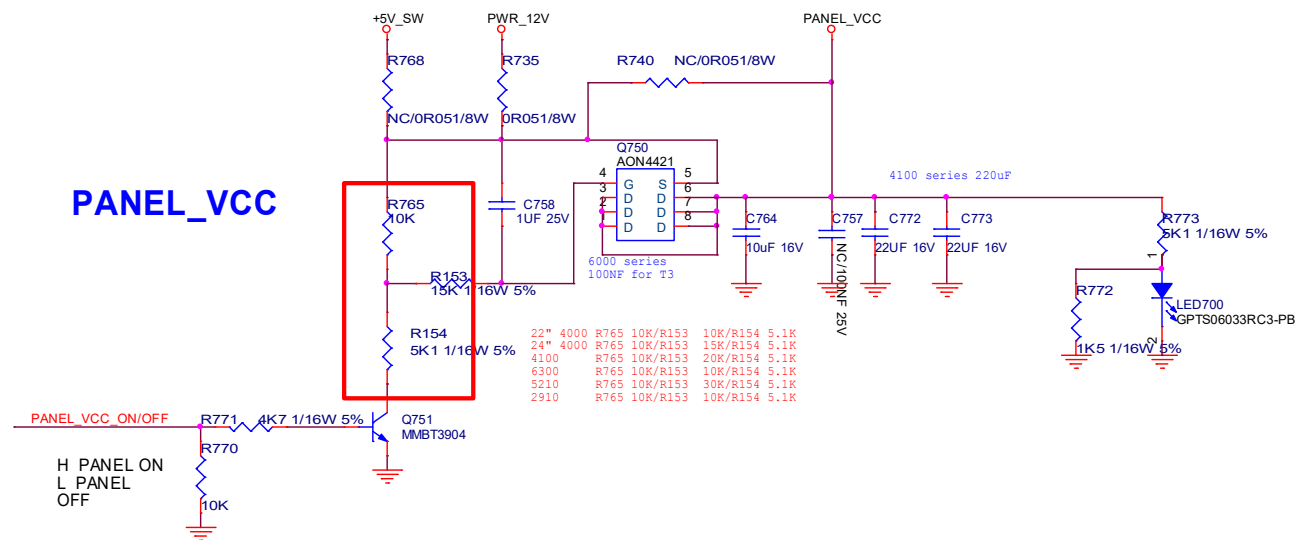 +5V_SW
PWR_12V
PANEL_VCC
R768
R735
R740
NC/0R051/8W
NC/0R051/8W
0R051/8W
Q750
AON4421
4
3
2
1
G
D
D
D
S
D
D
D
5
6
7
8
4100 series 220uF
PANEL_VCC
R765
10K
C758
1UF 25V
C764
10uF 16V
C757
NC/100NF 25V
C772
22UF 16V
C773
22UF 16V
R773
5K1 1/16W 5%
6000 series
100NF for T3
R153
15K 1/16W 5%
R154
5K1 1/16W 5%
1
R772
1K5 1/16W 5%
LED700
GPTS06033RC3-PB
2
22" 4000 R765 10K/R153 10K/R154 5.1K
24" 4000 R765 10K/R153 15K/R154 5.1K
4100 R765 10K/R153 20K/R154 5.1K
6300 R765 10K/R153 10K/R154 5.1K
5210 R765 10K/R153 30K/R154 5.1K
2910 R765 10K/R153 10K/R154 5.1K
PANEL_VCC_ON/OFF
R771
4K7 1/16W 5%
Q751
MMBT3904
R770
10K
H PANEL ON
L PANEL
OFF